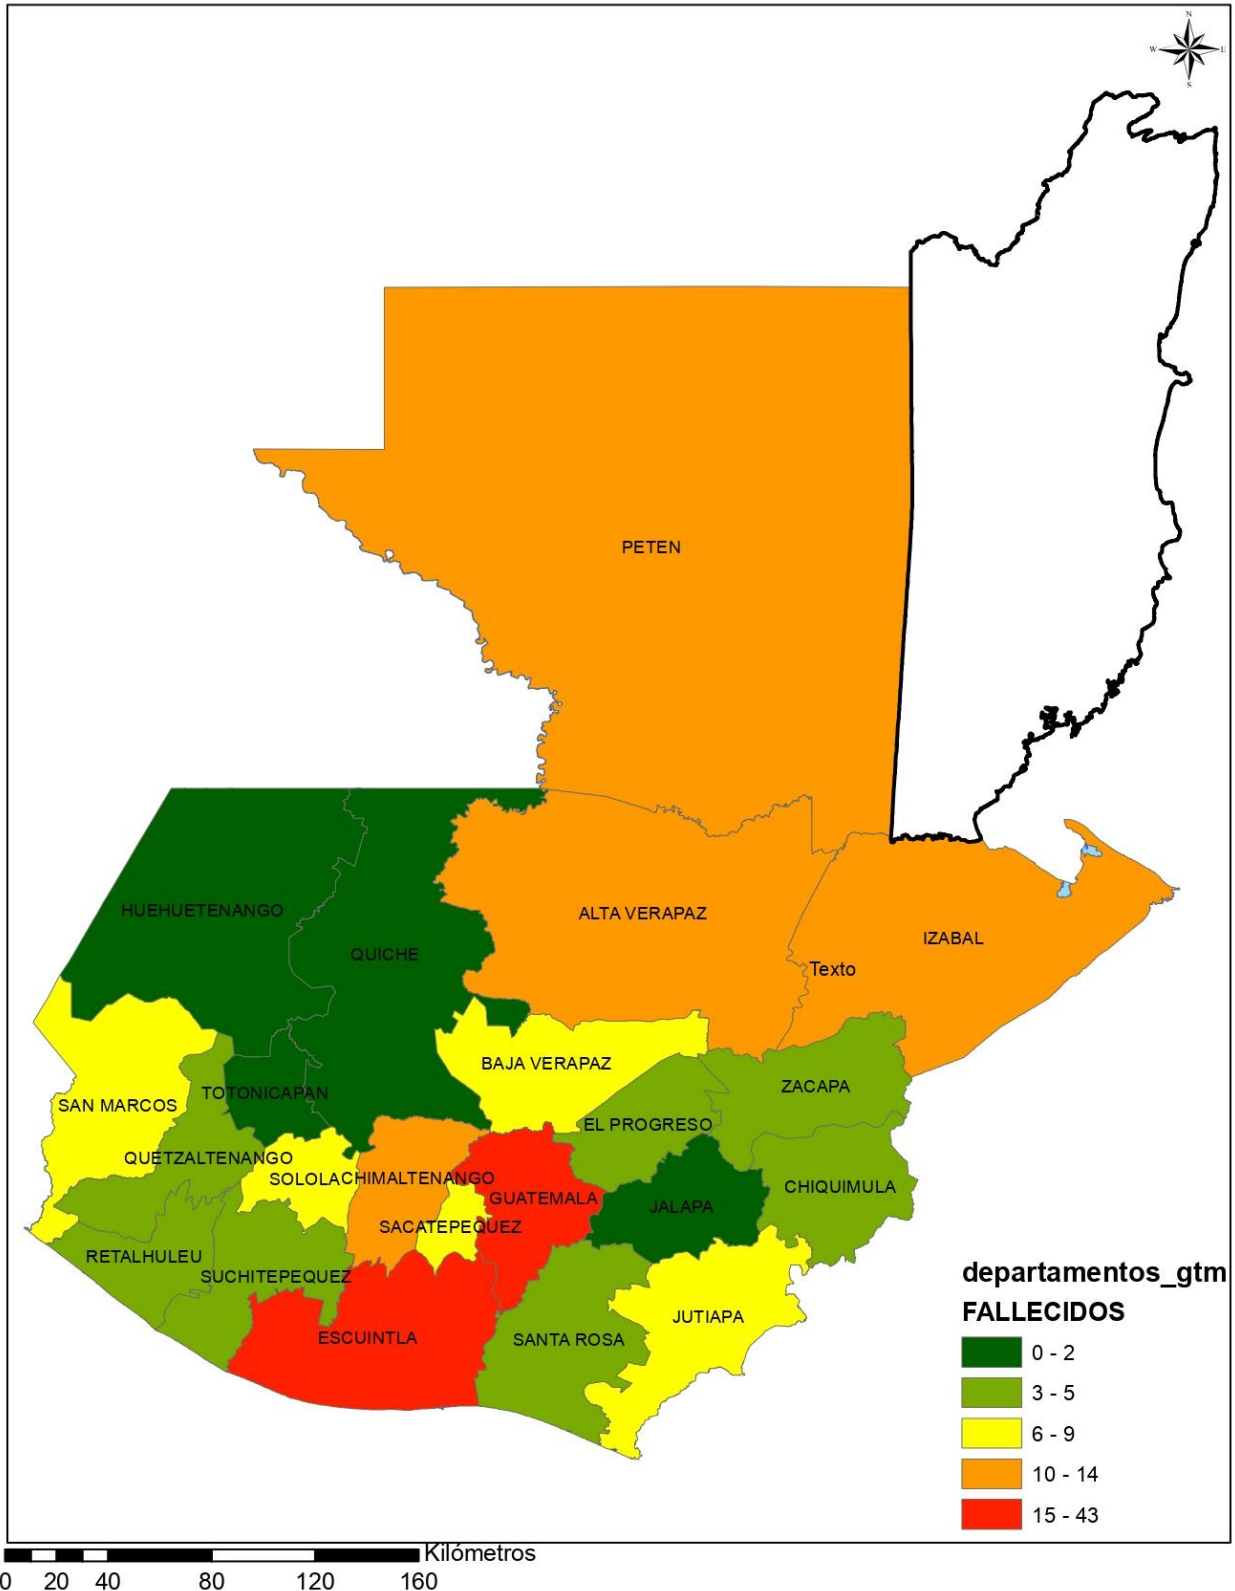 N
W E
S
PETEN
HUEHUETENANGO
ALTA VERAPAZ
IZABAL
QUICHE
Texto
BAJA VERAPAZ
ZACAPA
TOTONICAPAN
SAN MARCOS
EL PROGRESO
QUETZALTENANGO
SOLOLA
CHIMALTENANGO
CHIQUIMULA
GUATEMALA
JALAPA
SACATEPEQUEZ
RETALHULEU
SUCHITEPEQUEZ
JUTIAPA
ESCUINTLA
SANTA ROSA
departamentos_gtm
FALLECIDOS
0 - 2
3 - 5
6 - 9
10 - 14
15 - 43
Kilómetros
0 20 40 80 120 160